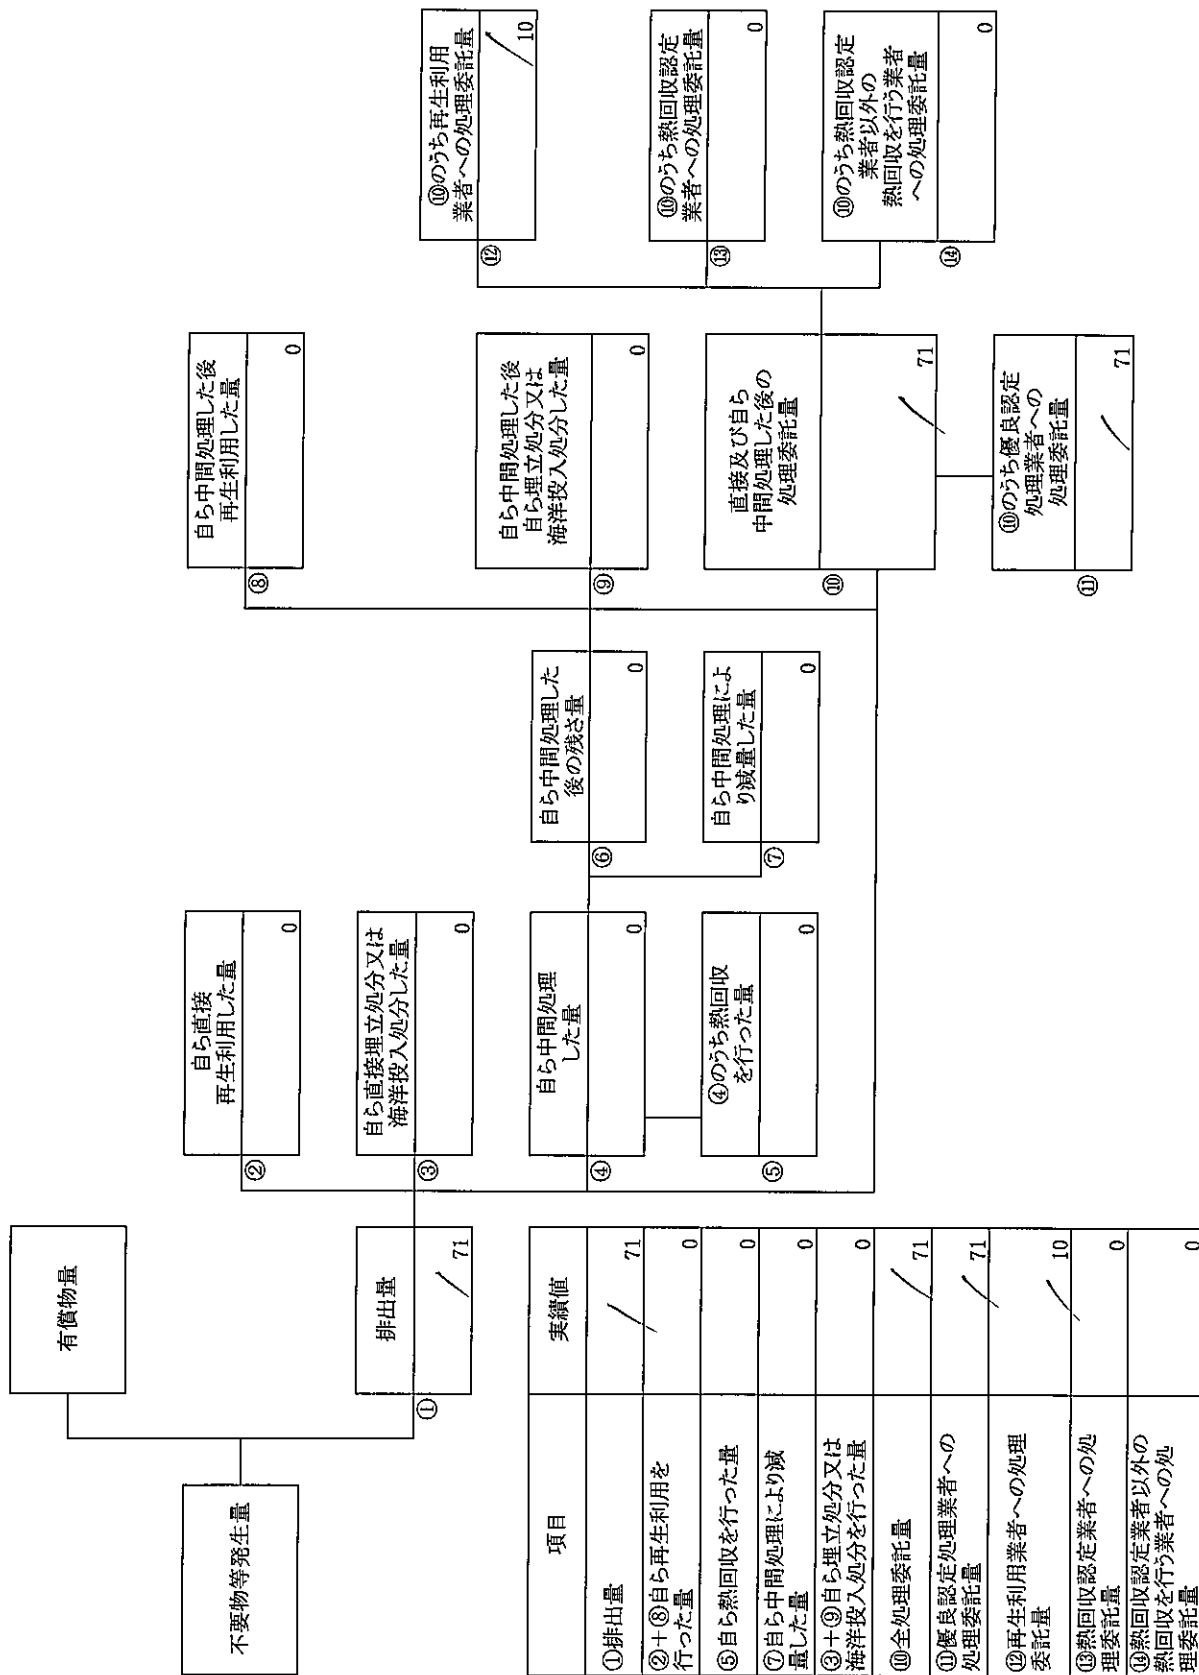 不要物等発生量
有償物量
①
排出量
71
②
自ら直接
再生利用した量
0
③
自ら直接埋立処分又は
海洋投入処分した量
0
④
自ら中間処理
した量
0
⑤
④のうち熱回収
を行った量
0
⑥
自ら中間処理した
後の残さ量
0
⑦
自ら中間処理によ
り減量した量
0
⑧
自ら中間処理した後
再生利用した量
0
⑨
自ら中間処理した後
自ら埋立処分又は
海洋投入処分した量
0
⑩
直接及び自ら
中間処理した後の
処理委託量
71
⑪
⑩のうち優良認定
処理業者への
処理委託量
71
⑫
⑩のうち再生利用
業者への処理委託量
10
⑬
⑩のうち熱回収認定
業者への処理委託量
0
⑭
⑩のうち熱回収認定
業者以外の
熱回収を行う業者
への処理委託量
0
項目 実績値
①排出量 71
②+⑧自ら再生利用を
行った量 0
⑤自ら熱回収を行った量 0
⑦自ら中間処理により減
量した量 0
③+⑨自ら埋立処分又は
海洋投入処分を行った量 0
⑩全処理委託量 71
⑪優良認定処理業者への
処理委託量 71
⑫再生利用業者への処理
委託量 10
⑬熱回収認定業者への処
理委託量 0
⑭熱回収認定業者以外の
熱回収を行う業者への処
理委託量 0